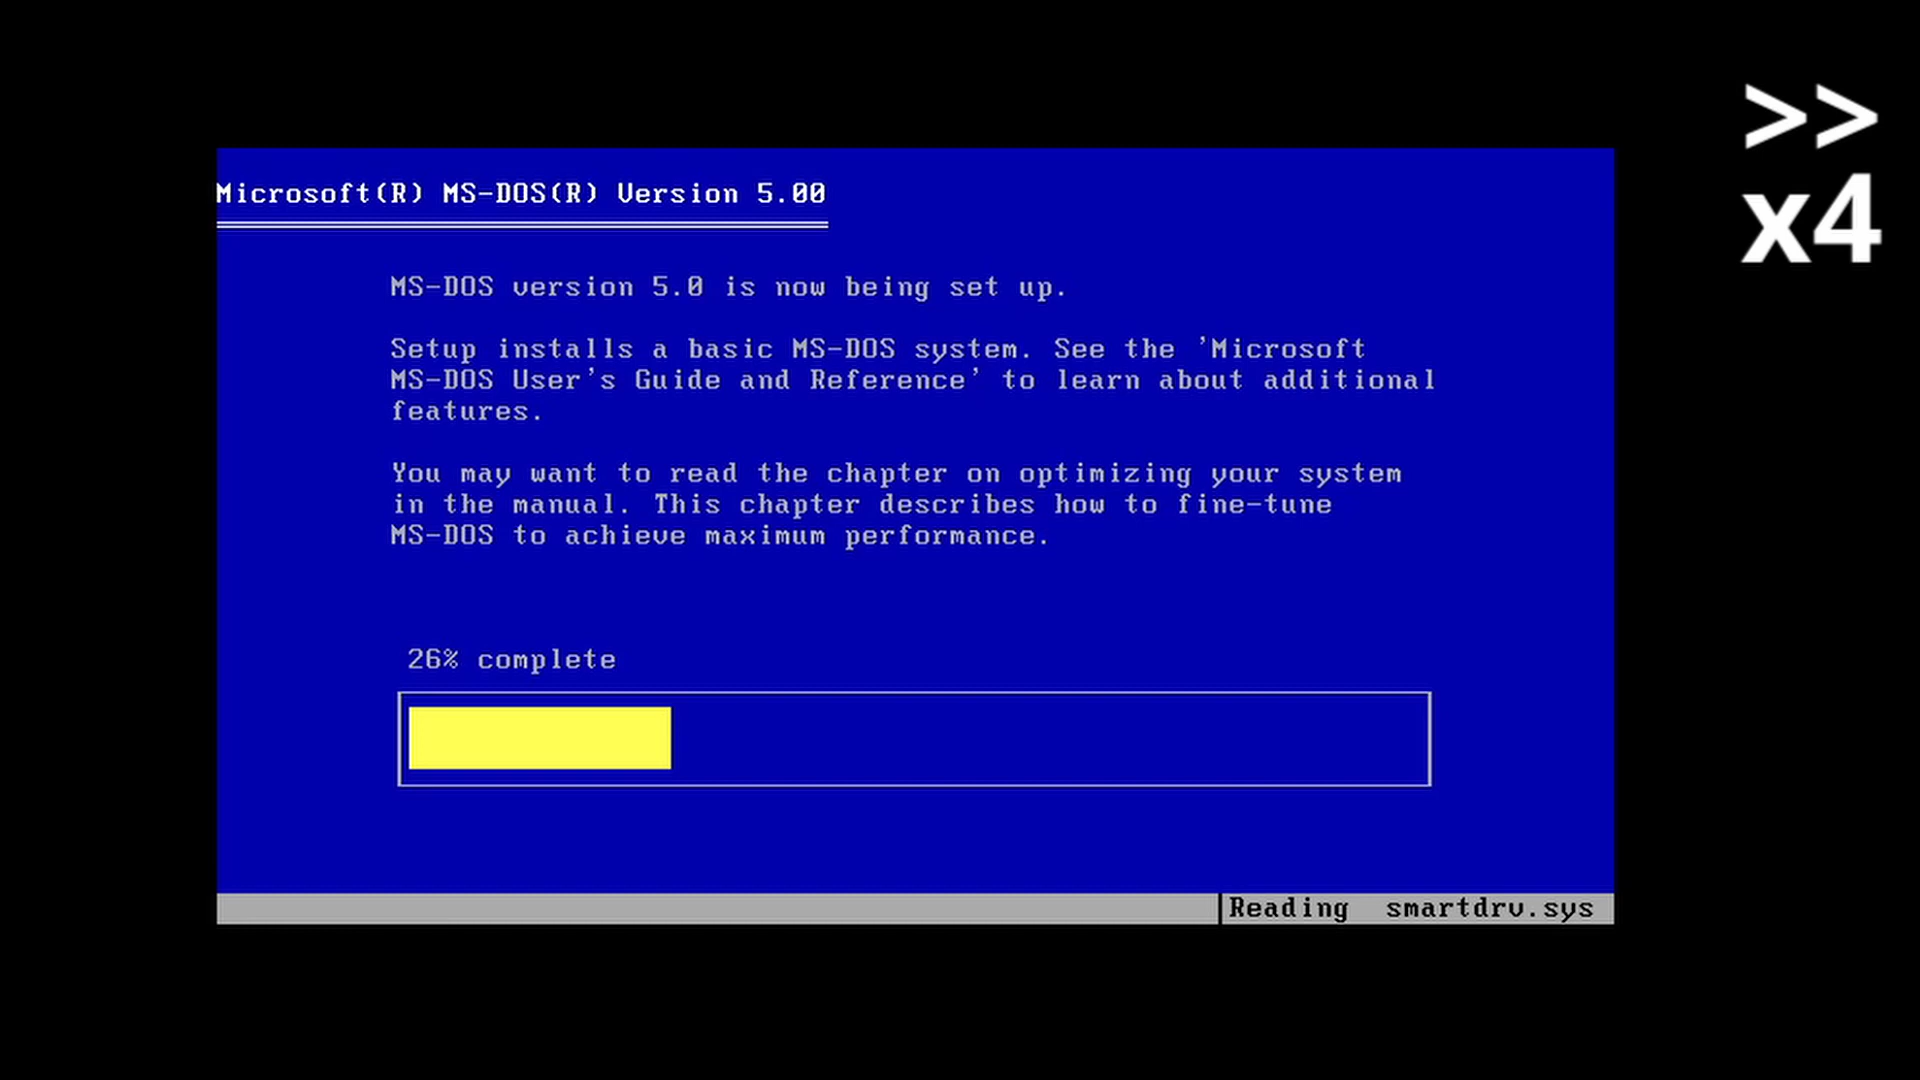 Microsoft(R) MS-DOS(R) Version 5.00
>>
x4
MS-DOS version 5.0 is now being set up.
Setup installs a basic MS-DOS system. See the 'Microsoft
MS-DOS User's Guide and Reference' to learn about additional
features.
You may want to read the chapter on optimizing your system
in the manual. This chapter describes how to fine-tune
MS-DOS to achieve maximum performance.
26% complete
Reading smartdrv.sys